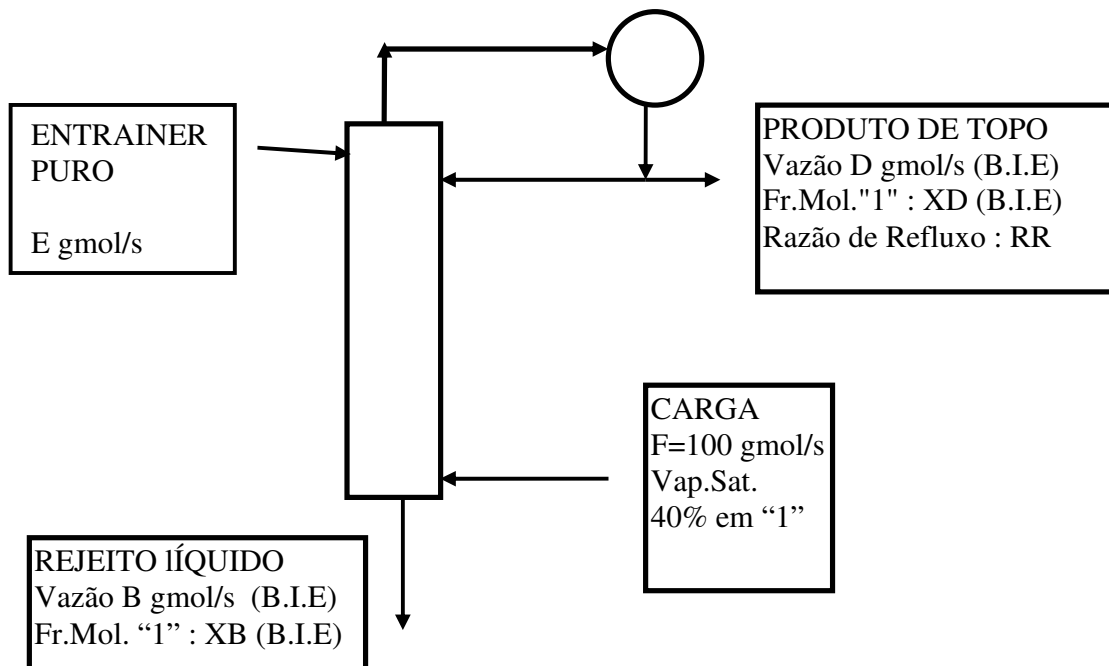 ENTRAINER
PURO
E gmol/s
PRODUTO DE TOPO
Vazão D gmol/s (B.I.E)
Fr.Mol."1" : XD (B.I.E)
Razão de Refluxo : RR
CARGA
F=100 gmol/s
Vap.Sat.
40% em “1”
REJEITO lÍQUIDO
Vazão B gmol/s (B.I.E)
Fr.Mol. “1” : XB (B.I.E)